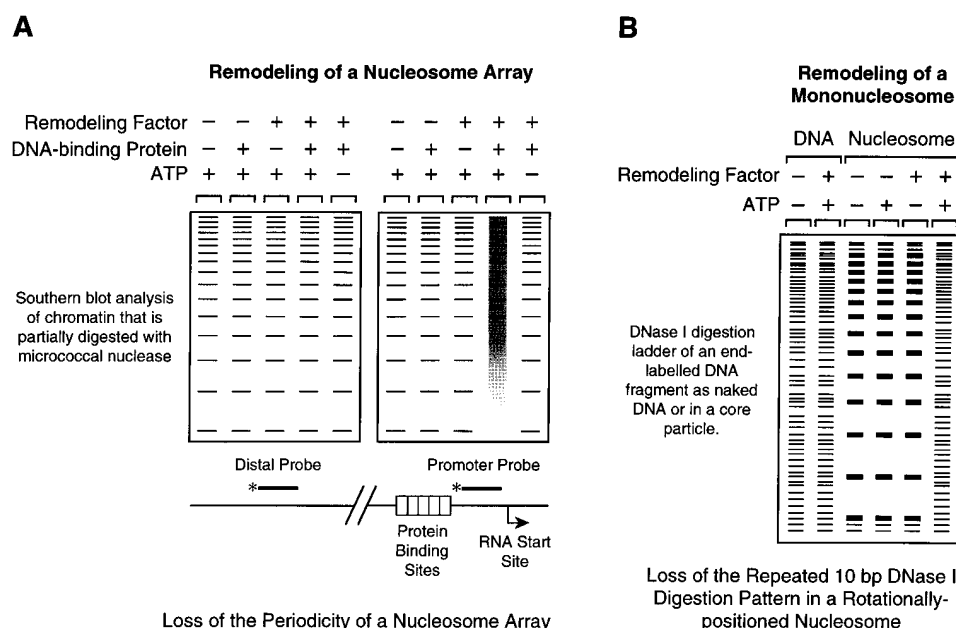 A
Remodeling of a Nucleosome Array
Remodeling Factor − − + + + − − + + +
DNA-binding Protein − + − + + − + − + +
ATP + + + + − + + + + −
Southern blot analysis
of chromatin that is
partially digested with
micrococcal nuclease
Distal Probe
Promoter Probe
*
*
Protein
Binding
Sites
RNA Start
Site
Loss of the Periodicity of a Nucleosome Array
B
Remodeling of a
Mononucleosome
DNA Nucleosome
Remodeling Factor − + − − + +
ATP − + − + − +
DNase I digestion
ladder of an end-
labelled DNA
fragment as naked
DNA or in a core
particle.
Loss of the Repeated 10 bp DNase I
Digestion Pattern in a Rotationally-
positioned Nucleosome